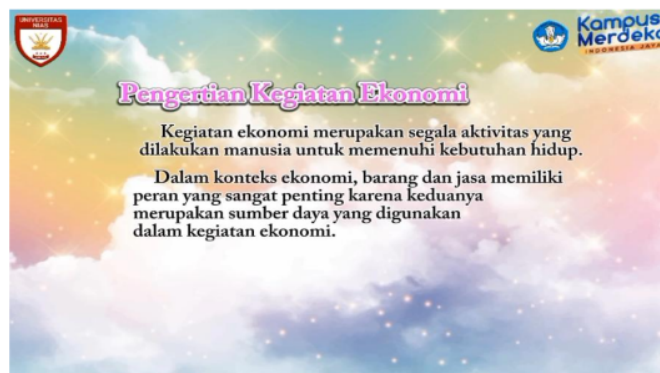 UNIVERSITAS
NIAS
Kampus
Merdeka
INDONESIA JAYA
Pengertian Kegiatan Ekonomi
Kegiatan ekonomi merupakan segala aktivitas yang
dilakukan manusia untuk memenuhi kebutuhan hidup.
Dalam konteks ekonomi, barang dan jasa memiliki
peran yang sangat penting karena keduanya
merupakan sumber daya yang digunakan
dalam kegiatan ekonomi.